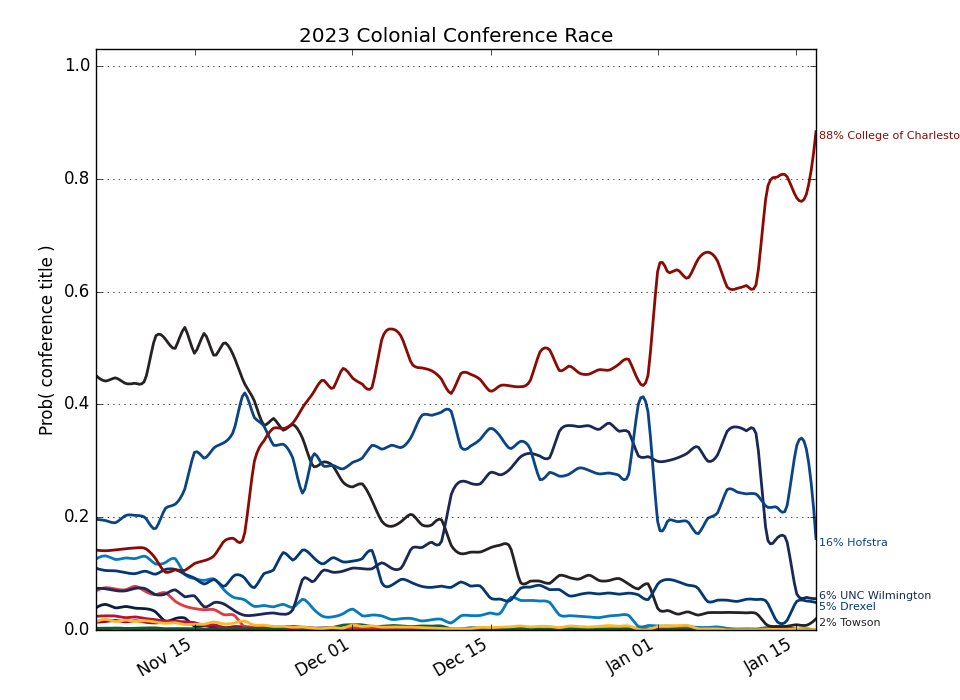 2023 Colonial Conference Race
Prob( conference title )
1.0
0.8
0.6
0.4
0.2
0.0
Nov 15
Dec 01
Dec 15
Jan 01
Jan 15
88% College of Charlesto
16% Hofstra
6% UNC Wilmington
5% Drexel
2% Towson